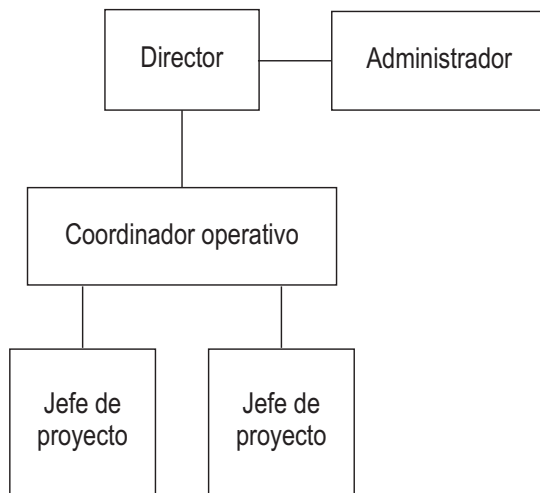 Director
Administrador
Coordinador operativo
Jefe de
proyecto
Jefe de
proyecto